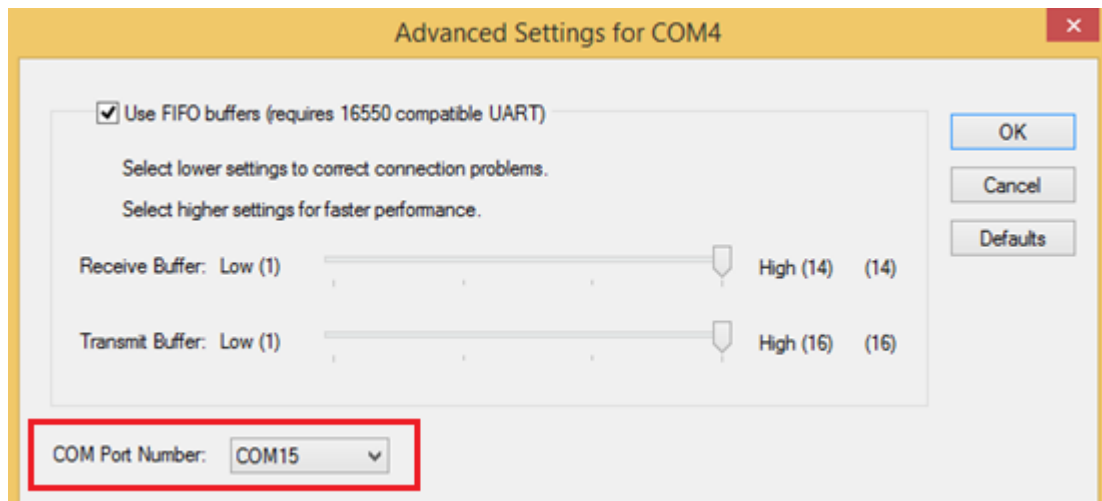 Advanced Settings for COM4
Use FIFO buffers (requires 16550 compatible UART)
OK
Select lower settings to correct connection problems.
Cancel
Select higher settings for faster performance.
Defaults
Receive Buffer: Low (1) High (14) (14)
Transmit Buffer: Low (1) High (16) (16)
COM Port Number: COM15